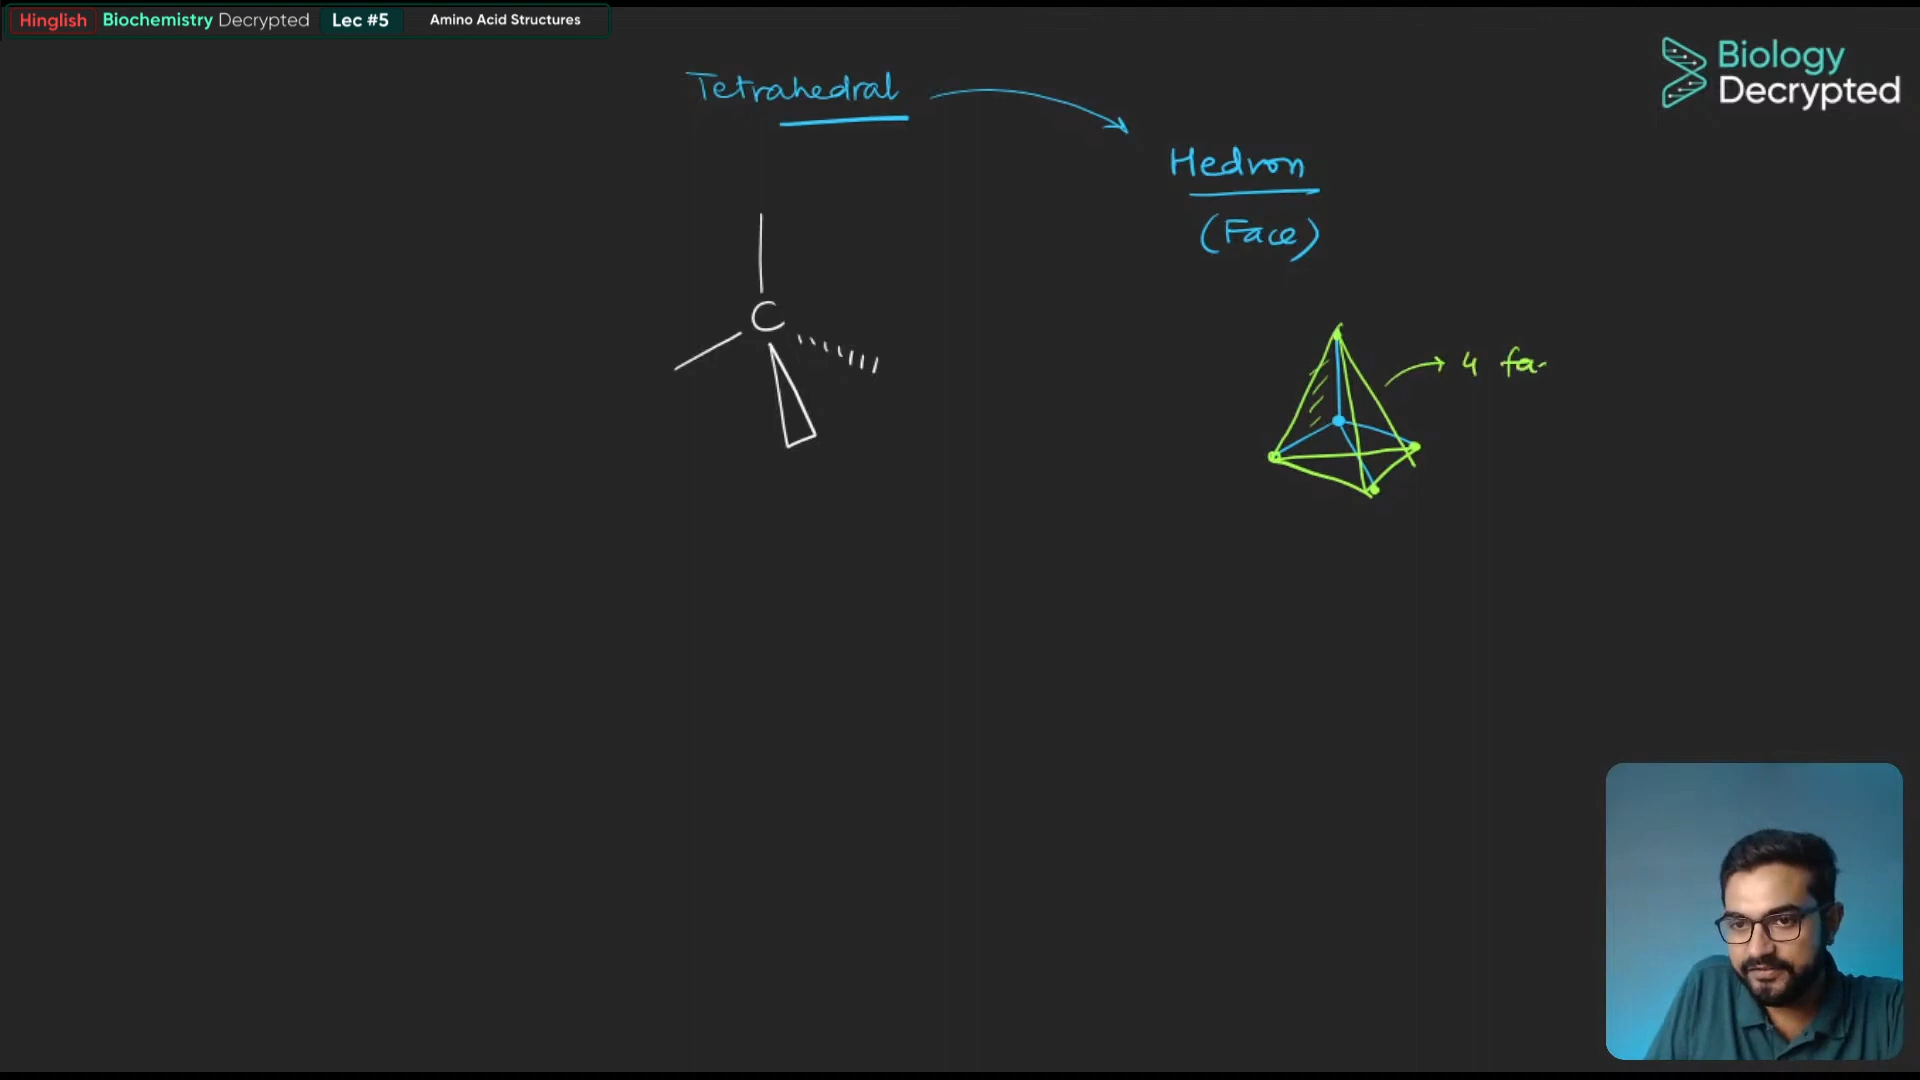 Hinglish Biochemistry Decrypted Lec #5 Amino Acid Structures
Biology
Decrypted
Tetrahedral
Hedron
(Face)
C
4 fa